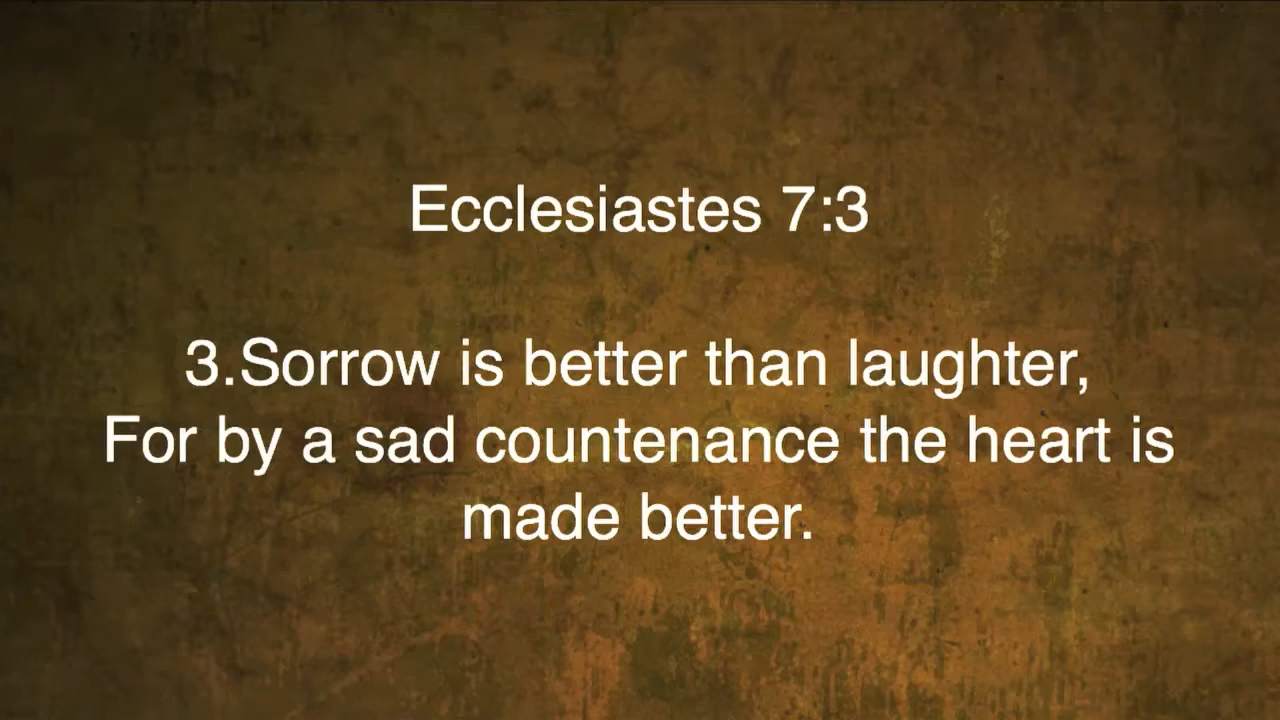 Ecclesiastes 7:3
3.Sorrow is better than laughter,
For by a sad countenance the heart is
made better.